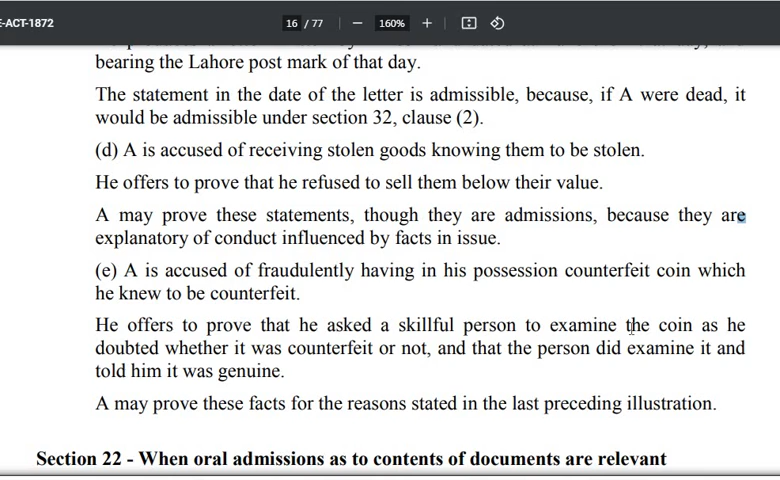 E-ACT-1872
16 / 77
160%
bearing the Lahore post mark of that day.
The statement in the date of the letter is admissible, because, if A were dead, it
would be admissible under section 32, clause (2).
(d) A is accused of receiving stolen goods knowing them to be stolen.
He offers to prove that he refused to sell them below their value.
A may prove these statements, though they are admissions, because they are
explanatory of conduct influenced by facts in issue.
(e) A is accused of fraudulently having in his possession counterfeit coin which
he knew to be counterfeit.
He offers to prove that he asked a skillful person to examine the coin as he
doubted whether it was counterfeit or not, and that the person did examine it and
told him it was genuine.
A may prove these facts for the reasons stated in the last preceding illustration.
Section 22 - When oral admissions as to contents of documents are relevant